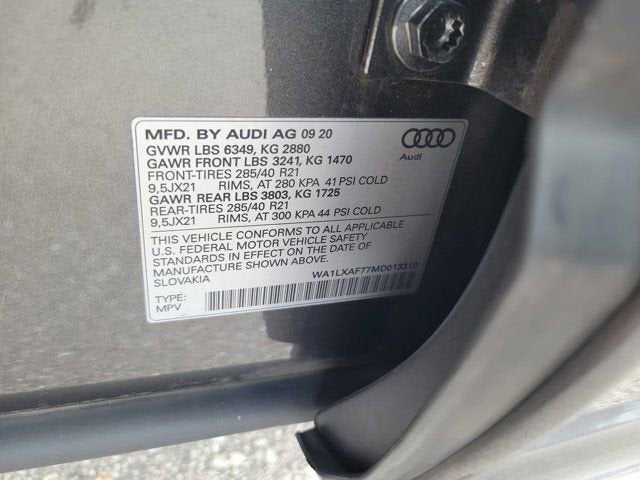 MFD. BY AUDI AG 09 20
GVWR LBS 6349, KG 2880
GAWR FRONT LBS 3241, KG 1470
FRONT-TIRES 285/40 R21
9,5JX21 RIMS, AT 280 KPA 41 PSI COLD
GAWR REAR LBS 3803, KG 1725
REAR-TIRES 285/40 R21
9,5JX21 RIMS, AT 300 KPA 44 PSI COLD
THIS VEHICLE CONFORMS TO ALL APPLICABLE
U.S. FEDERAL MOTOR VEHICLE SAFETY
STANDARDS IN EFFECT ON THE DATE OF
MANUFACTURE SHOWN ABOVE.
SLOVAKIA
WA1LXAF77MD013310
TYPE:
MPV
Audi